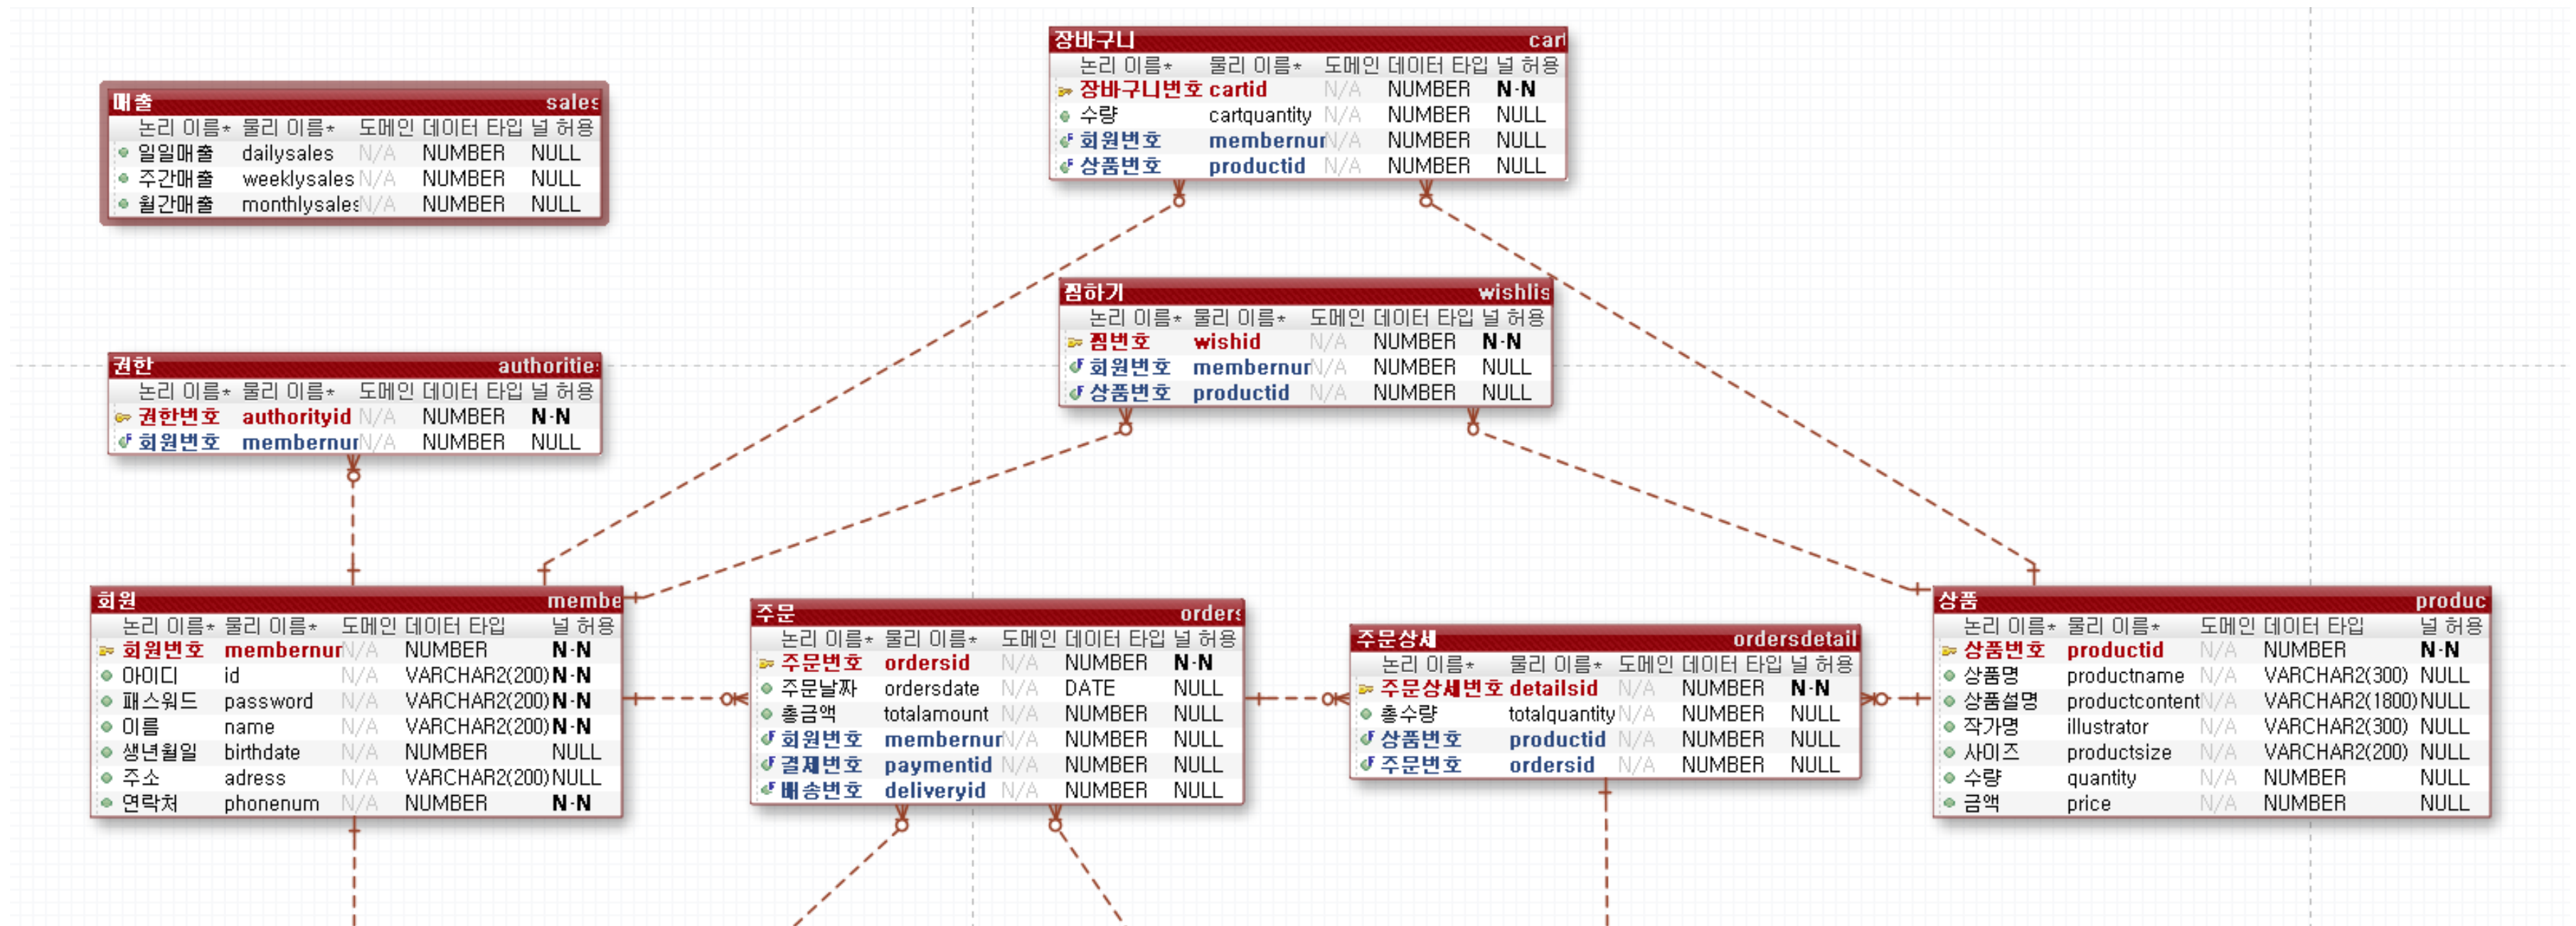 장바구니 cart
논리 이름* 물리 이름* 도메인 데이터 타입 널 허용
장바구니번호 cartid N/A NUMBER N-N
수량 cartquantity N/A NUMBER NULL
회원번호 membernur N/A NUMBER NULL
상품번호 productid N/A NUMBER NULL
매출 sales
논리 이름* 물리 이름* 도메인 데이터 타입 널 허용
일일매출 dailysales N/A NUMBER NULL
주간매출 weeklysales N/A NUMBER NULL
월간매출 monthlysales N/A NUMBER NULL
찜하기 wishlis
논리 이름* 물리 이름* 도메인 데이터 타입 널 허용
찜번호 wishid N/A NUMBER N-N
회원번호 membernur N/A NUMBER NULL
상품번호 productid N/A NUMBER NULL
권한 authoritie
논리 이름* 물리 이름* 도메인 데이터 타입 널 허용
권한번호 authorityid N/A NUMBER N-N
회원번호 membernur N/A NUMBER NULL
회원 membe
논리 이름* 물리 이름* 도메인 데이터 타입 널 허용
회원번호 membernur N/A NUMBER N-N
아이디 id N/A VARCHAR2(200) N-N
패스워드 password N/A VARCHAR2(200) N-N
이름 name N/A VARCHAR2(200) N-N
생년월일 birthdate N/A NUMBER NULL
주소 adress N/A VARCHAR2(200) NULL
연락처 phonenum N/A NUMBER N-N
주문 orders
논리 이름* 물리 이름* 도메인 데이터 타입 널 허용
주문번호 ordersid N/A NUMBER N-N
주문날짜 ordersdate N/A DATE NULL
총금액 totalamount N/A NUMBER NULL
회원번호 membernur N/A NUMBER NULL
결제번호 paymentid N/A NUMBER NULL
배송번호 deliveryid N/A NUMBER NULL
주문상세 ordersdetail
논리 이름* 물리 이름* 도메인 데이터 타입 널 허용
주문상세번호 detailsid N/A NUMBER N-N
총수량 totalquantity N/A NUMBER NULL
상품번호 productid N/A NUMBER NULL
주문번호 ordersid N/A NUMBER NULL
상품 produc
논리 이름* 물리 이름* 도메인 데이터 타입 널 허용
상품번호 productid N/A NUMBER N-N
상품명 productname N/A VARCHAR2(300) NULL
상품설명 productcontent N/A VARCHAR2(1800) NULL
작가명 illustrator N/A VARCHAR2(300) NULL
사이즈 productsize N/A VARCHAR2(200) NULL
수량 quantity N/A NUMBER NULL
금액 price N/A NUMBER NULL